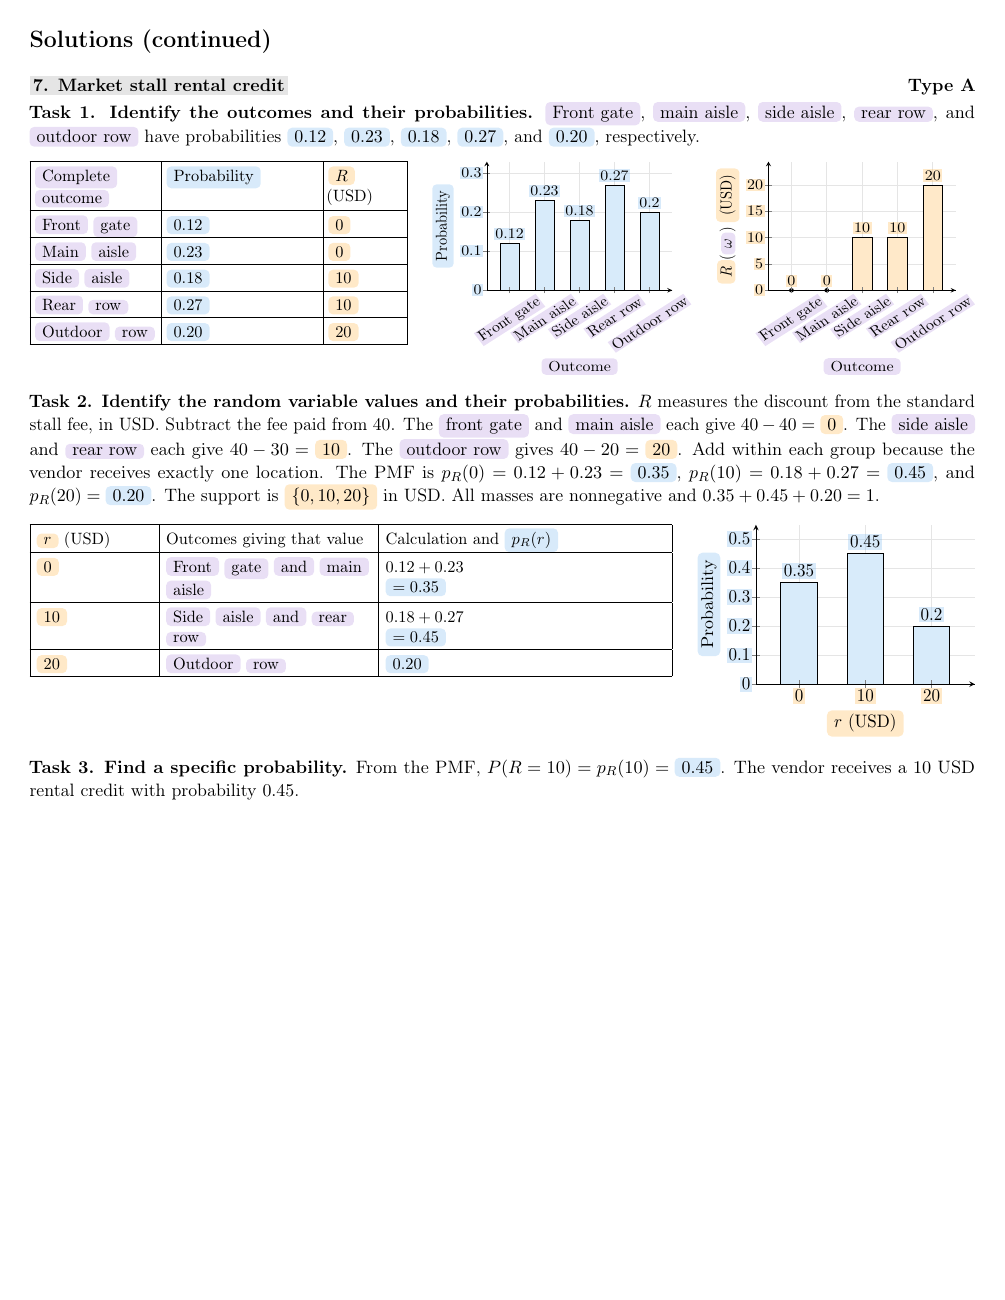 Solutions (continued)
7. Market stall rental credit Type A
Task 1. Identify the outcomes and their probabilities. Front gate, main aisle, side aisle, rear row, and
outdoor row have probabilities 0.12, 0.23, 0.18, 0.27, and 0.20, respectively.
Complete outcome Probability R (USD)
Front gate 0.12 0
Main aisle 0.23 0
Side aisle 0.18 10
Rear row 0.27 10
Outdoor row 0.20 20
Probability
0.3
0.2
0.1
0
0.12
0.23
0.18
0.27
0.2
Front gate
Main aisle
Side aisle
Rear row
Outdoor row
Outcome
R(ω) (USD)
20
15
10
5
0
0
0
10
10
20
Front gate
Main aisle
Side aisle
Rear row
Outdoor row
Outcome
Task 2. Identify the random variable values and their probabilities. R measures the discount from the standard
stall fee, in USD. Subtract the fee paid from 40. The front gate and main aisle each give 40 − 40 = 0. The side aisle
and rear row each give 40 − 30 = 10. The outdoor row gives 40 − 20 = 20. Add within each group because the
vendor receives exactly one location. The PMF is p_R(0) = 0.12 + 0.23 = 0.35, p_R(10) = 0.18 + 0.27 = 0.45, and
p_R(20) = 0.20. The support is {0, 10, 20} in USD. All masses are nonnegative and 0.35 + 0.45 + 0.20 = 1.
r (USD) Outcomes giving that value Calculation and p_R(r)
0 Front gate and main aisle 0.12 + 0.23 = 0.35
10 Side aisle and rear row 0.18 + 0.27 = 0.45
20 Outdoor row 0.20
Probability
0.5
0.4
0.3
0.2
0.1
0
0.35
0.45
0.2
0 10 20
r (USD)
Task 3. Find a specific probability. From the PMF, P(R = 10) = p_R(10) = 0.45. The vendor receives a 10 USD
rental credit with probability 0.45.